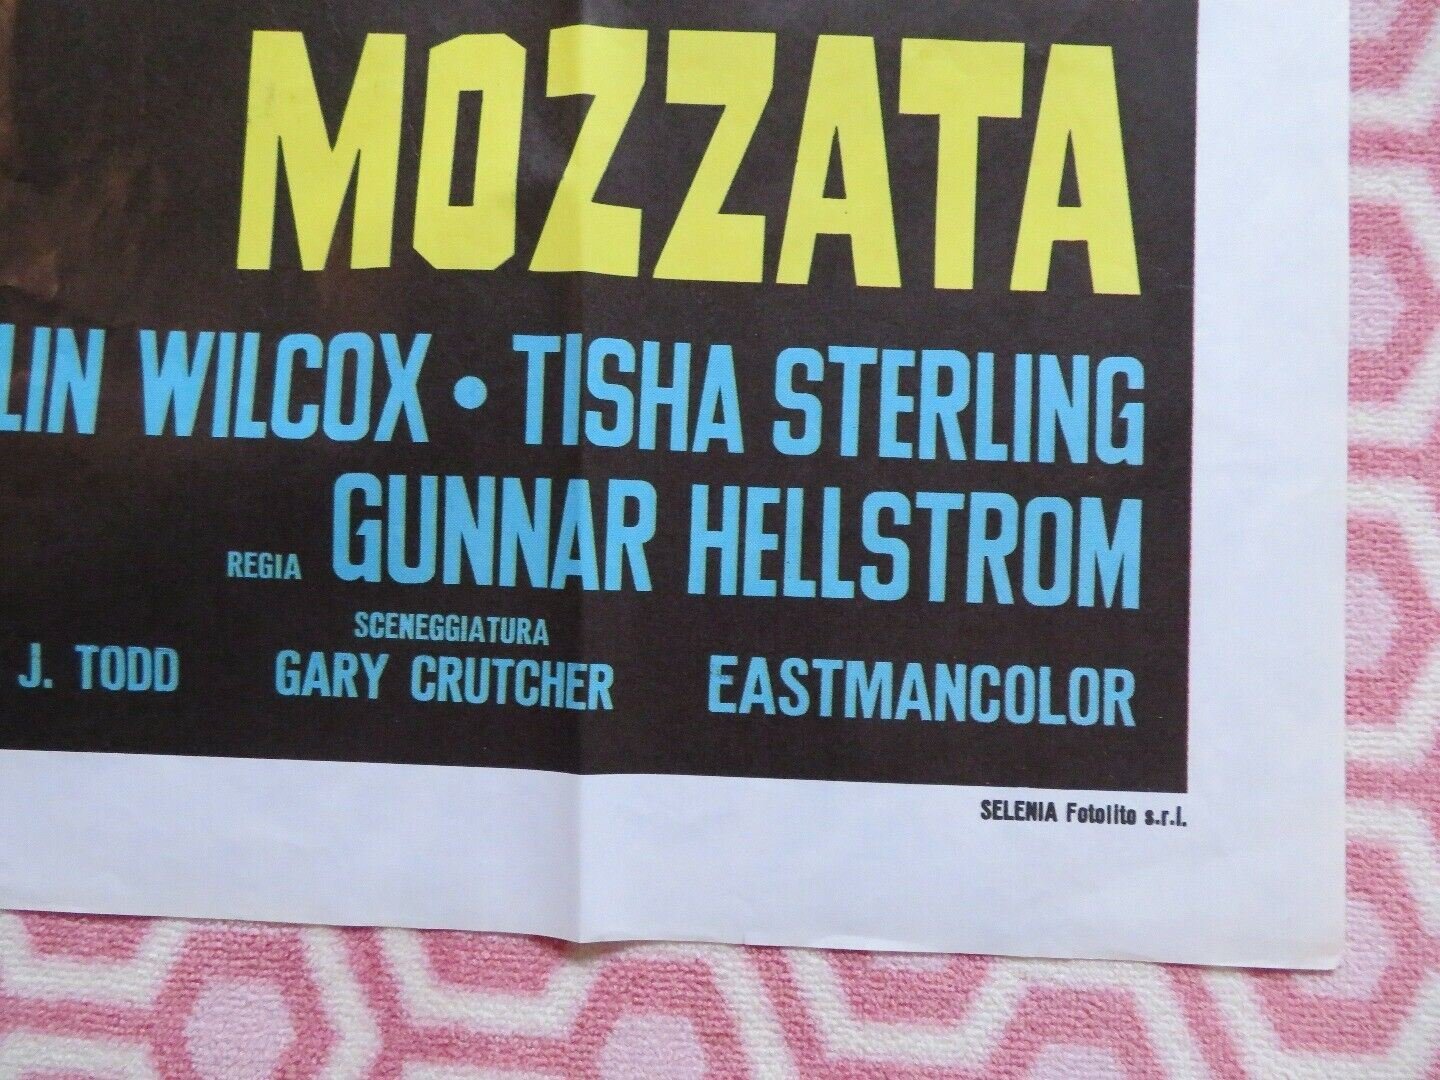 MOZZATA
LIN WILCOX • TISHA STERLING
REGIA GUNNAR HELLSTROM
SCENEGGIATURA
J. TODD GARY CRUTCHER EASTMANCOLOR
SELENIA Fotolito s.r.l.